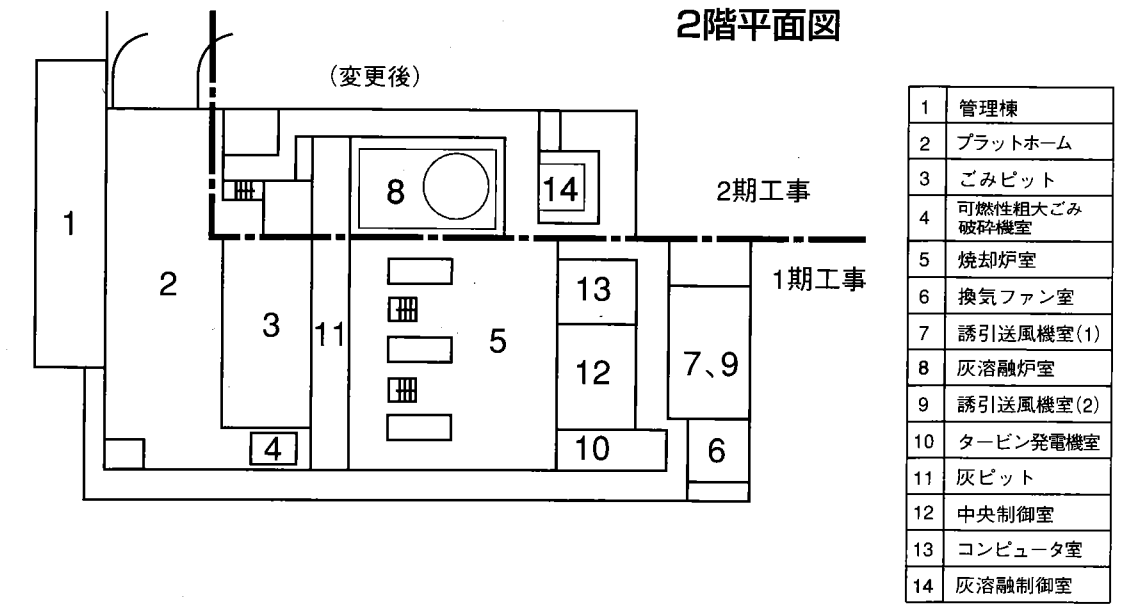 2階平面図
(変更後)
2期工事
1期工事
1
2
3
4
5
6
7、9
8
10
11
12
13
14
1 管理棟
2 プラットホーム
3 ごみピット
4 可燃性粗大ごみ
破砕機室
5 焼却炉室
6 換気ファン室
7 誘引送風機室(1)
8 灰溶融炉室
9 誘引送風機室(2)
10 タービン発電機室
11 灰ピット
12 中央制御室
13 コンピュータ室
14 灰溶融制御室